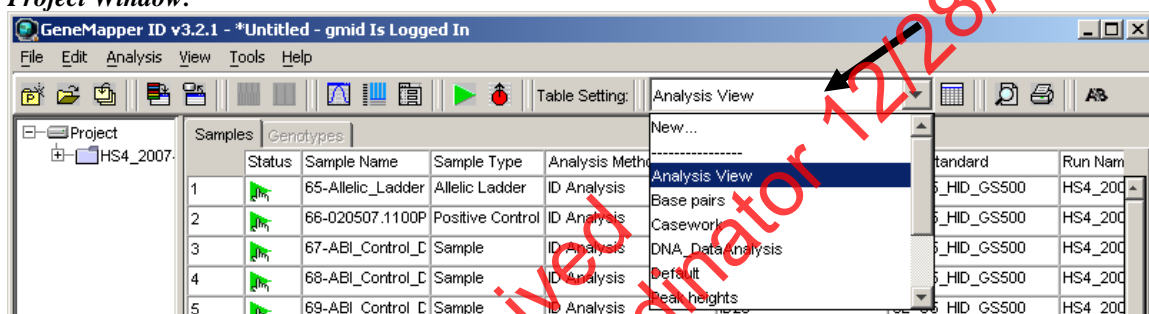 Project Window:
GeneMapper ID v3.2.1 - *Untitled - gmid Is Logged In
File Edit Analysis View Tools Help
Table Setting: Analysis View
Project
HS4_2007-
Samples Genotypes
New...
---------------
Analysis View
Base pairs
Casework
DNA_DataAnalysis
Default
Peak heights
Status Sample Name Sample Type Analysis Metho tandard Run Nam
1 65-Allelic_Ladder Allelic Ladder ID Analysis _HID_GS500 HS4_200
2 66-020507.1100P Positive Control ID Analysis _HID_GS500 HS4_200
3 67-ABI_Control_D Sample ID Analysis _HID_GS500 HS4_200
4 68-ABI_Control_D Sample ID Analysis _HID_GS500 HS4_200
5 69-ABI_Control_D Sample ID Analysis HID_GS500 HS4_200
12/28/